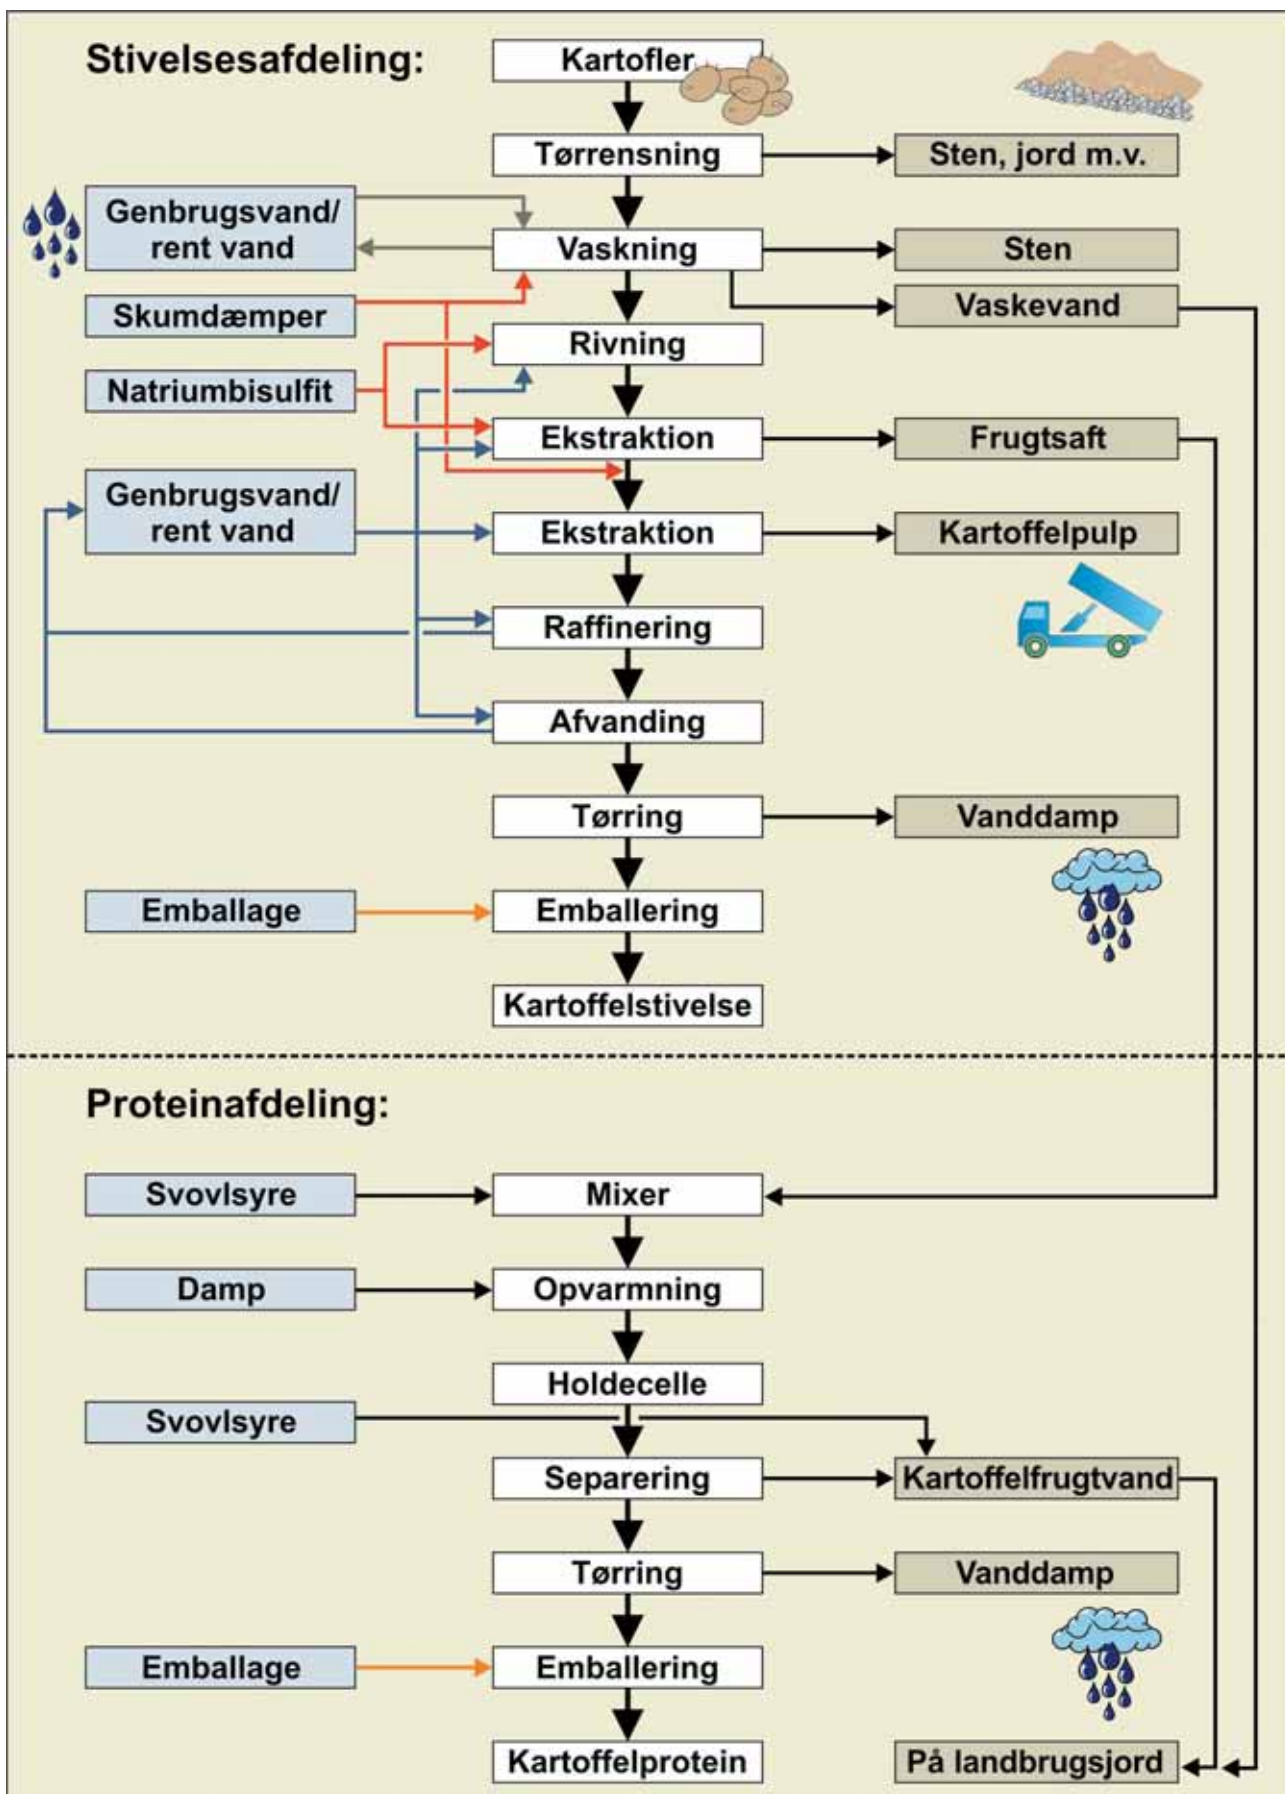 Stivelsesafdeling:
Kartofler
Tørrensning
Sten, jord m.v.
Genbrugsvand/
rent vand
Vaskning
Sten
Skumdæmper
Vaskevand
Rivning
Natriumbisulfit
Ekstraktion
Frugtsaft
Genbrugsvand/
rent vand
Ekstraktion
Kartoffelpulp
Raffinering
Afvanding
Tørring
Vanddamp
Emballage
Emballering
Kartoffelstivelse
Proteinafdeling:
Svovlsyre
Mixer
Damp
Opvarmning
Holdecelle
Svovlsyre
Separering
Kartoffelfrugtvand
Tørring
Vanddamp
Emballage
Emballering
Kartoffelprotein
På landbrugsjord